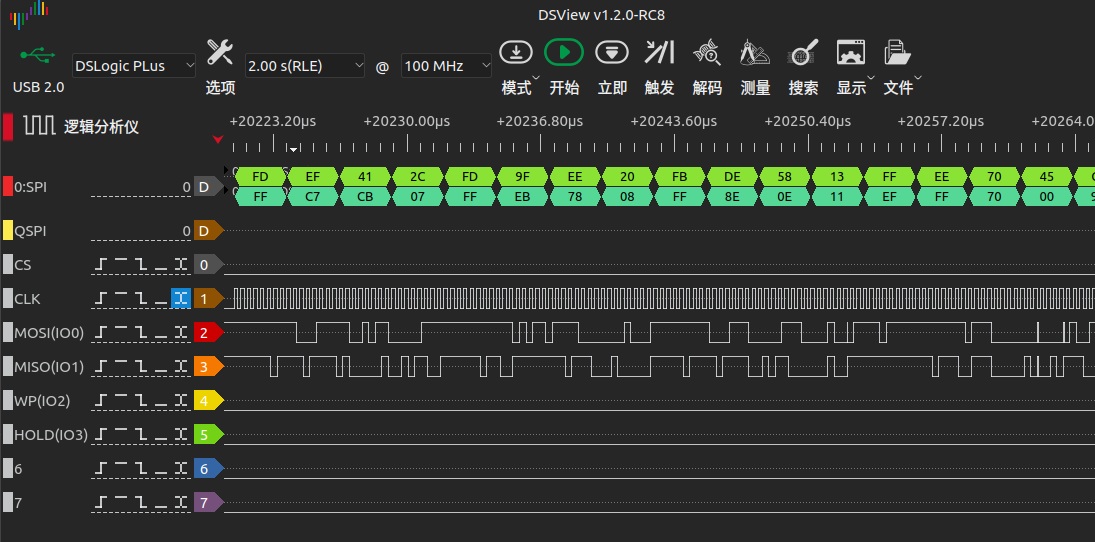 DSView v1.2.0-RC8
USB 2.0
DSLogic PLus
选项
2.00 s(RLE)
@
100 MHz
模式
开始
立即
触发
解码
测量
搜索
显示
文件
逻辑分析仪
+20223.20µs +20230.00µs +20236.80µs +20243.60µs +20250.40µs +20257.20µs +20264.0
0:SPI 0 D
FD EF 41 2C FD 9F EE 20 FB DE 58 13 FF EE 70 45
FF C7 CB 07 FF EB 78 08 FF 8E 0E 11 EF FF 70 00
QSPI 0 D
CS 0
CLK 1
MOSI(IO0) 2
MISO(IO1) 3
WP(IO2) 4
HOLD(IO3) 5
6 6
7 7